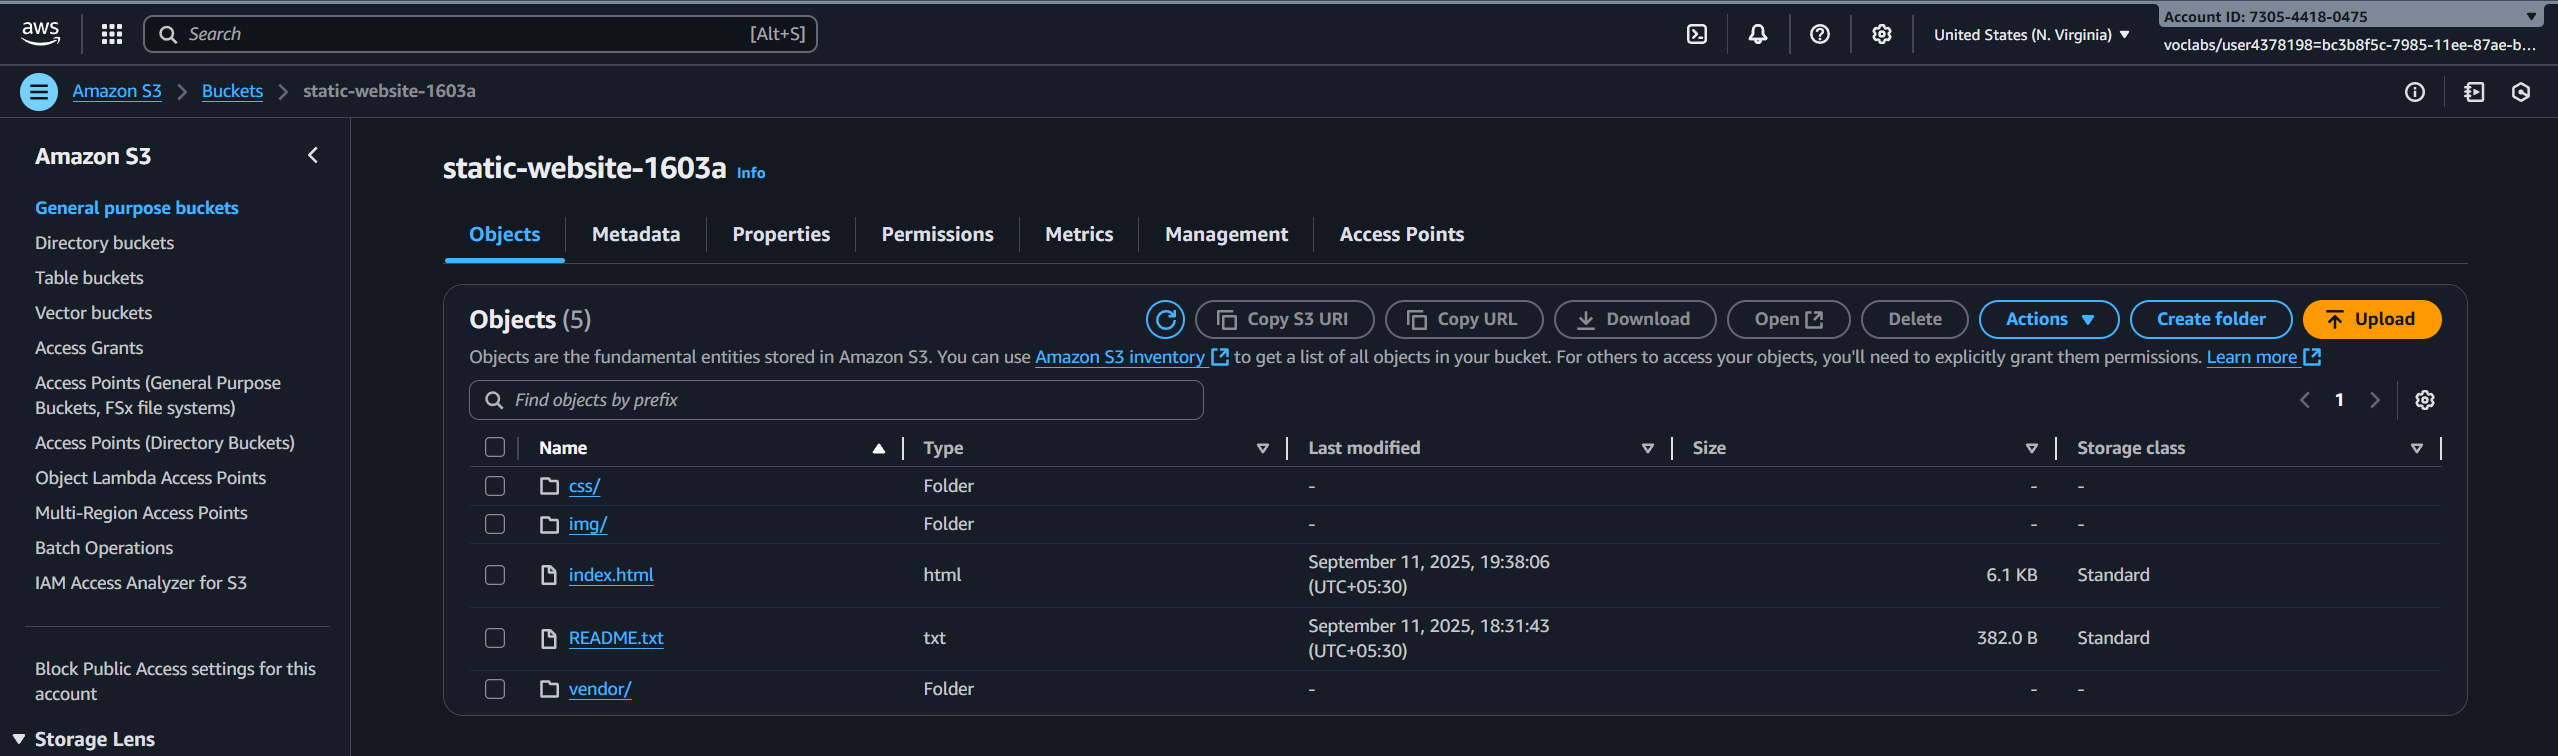 aws
Search [Alt+S]
United States (N. Virginia)
Account ID: 7305-4418-0475
voclabs/user4378198=bc3b8f5c-7985-11ee-87ae-b...
Amazon S3 > Buckets > static-website-1603a
Amazon S3
General purpose buckets
Directory buckets
Table buckets
Vector buckets
Access Grants
Access Points (General Purpose
Buckets, FSx file systems)
Access Points (Directory Buckets)
Object Lambda Access Points
Multi-Region Access Points
Batch Operations
IAM Access Analyzer for S3
Block Public Access settings for this
account
Storage Lens
static-website-1603a Info
Objects Metadata Properties Permissions Metrics Management Access Points
Objects (5) Copy S3 URI Copy URL Download Open Delete Actions Create folder Upload
Objects are the fundamental entities stored in Amazon S3. You can use Amazon S3 inventory to get a list of all objects in your bucket. For others to access your objects, you'll need to explicitly grant them permissions. Learn more
Find objects by prefix
1
Name Type Last modified Size Storage class
css/ Folder - - -
img/ Folder - - -
index.html html September 11, 2025, 19:38:06 (UTC+05:30) 6.1 KB Standard
README.txt txt September 11, 2025, 18:31:43 (UTC+05:30) 382.0 B Standard
vendor/ Folder - - -